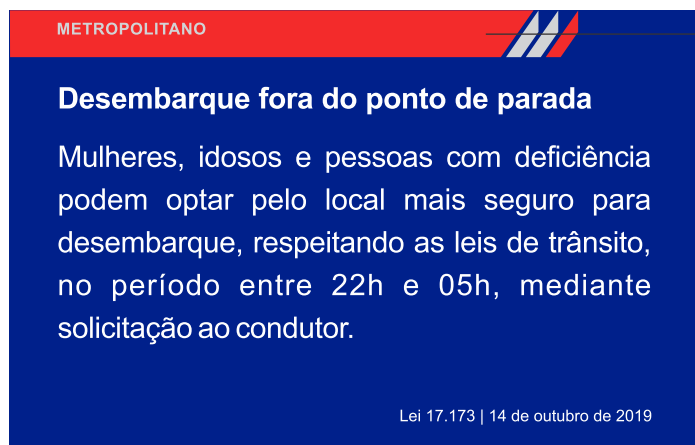 METROPOLITANO
Desembarque fora do ponto de parada
Mulheres, idosos e pessoas com deficiência
podem optar pelo local mais seguro para
desembarque, respeitando as leis de trânsito,
no período entre 22h e 05h, mediante
solicitação ao condutor.
Lei 17.173 | 14 de outubro de 2019